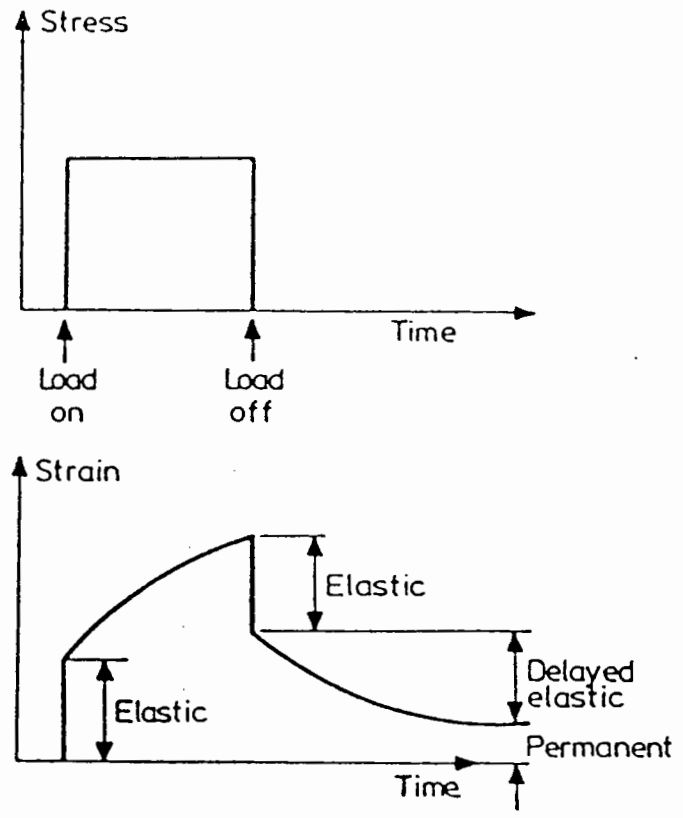 Stress
Time
Load
on
Load
off
Strain
Elastic
Elastic
Delayed
elastic
Permanent
Time